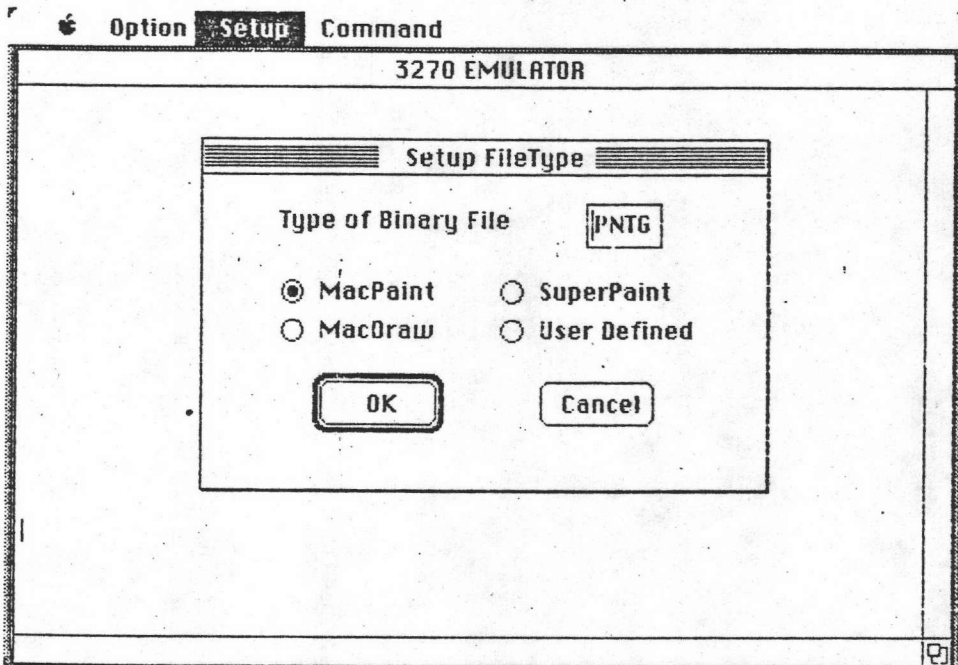 Option Setup Command
3270 EMULATOR
Setup FileType
Type of Binary File PNTG
MacPaint SuperPaint
MacDraw User Defined
OK Cancel